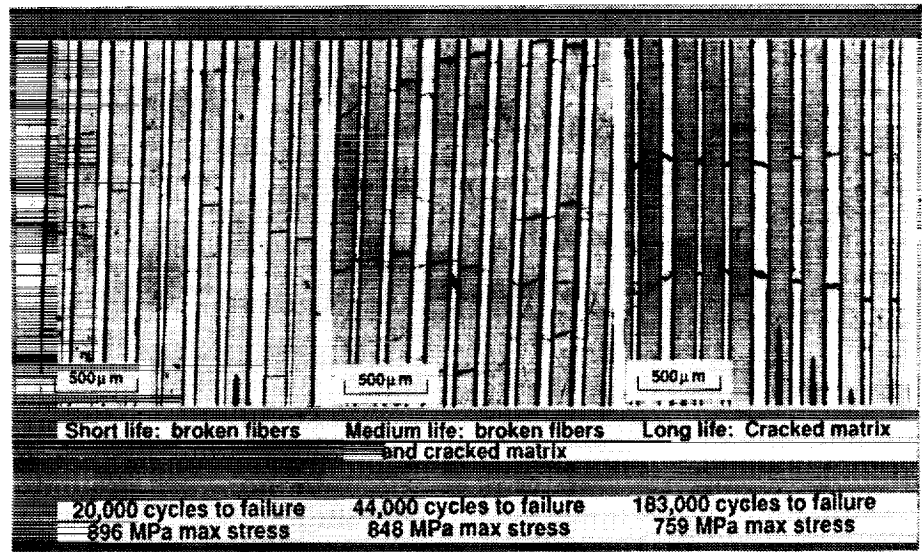 500μm
500μm
500μm
Short life: broken fibers
Medium life: broken fibers
and cracked matrix
Long life: Cracked matrix
20,000 cycles to failure
896 MPa max stress
44,000 cycles to failure
848 MPa max stress
183,000 cycles to failure
759 MPa max stress